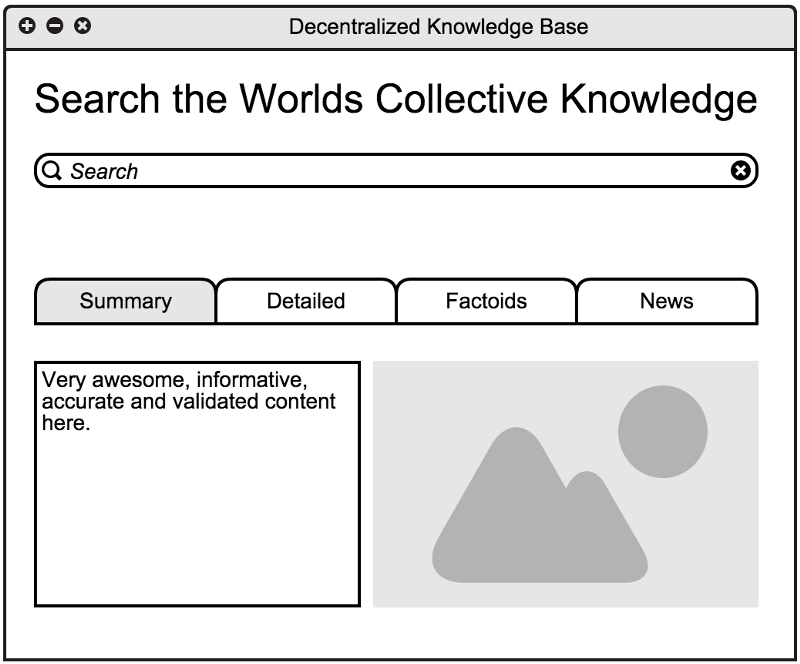 Decentralized Knowledge Base
Search the Worlds Collective Knowledge
Search
Summary
Detailed
Factoids
News
Very awesome, informative,
accurate and validated content
here.